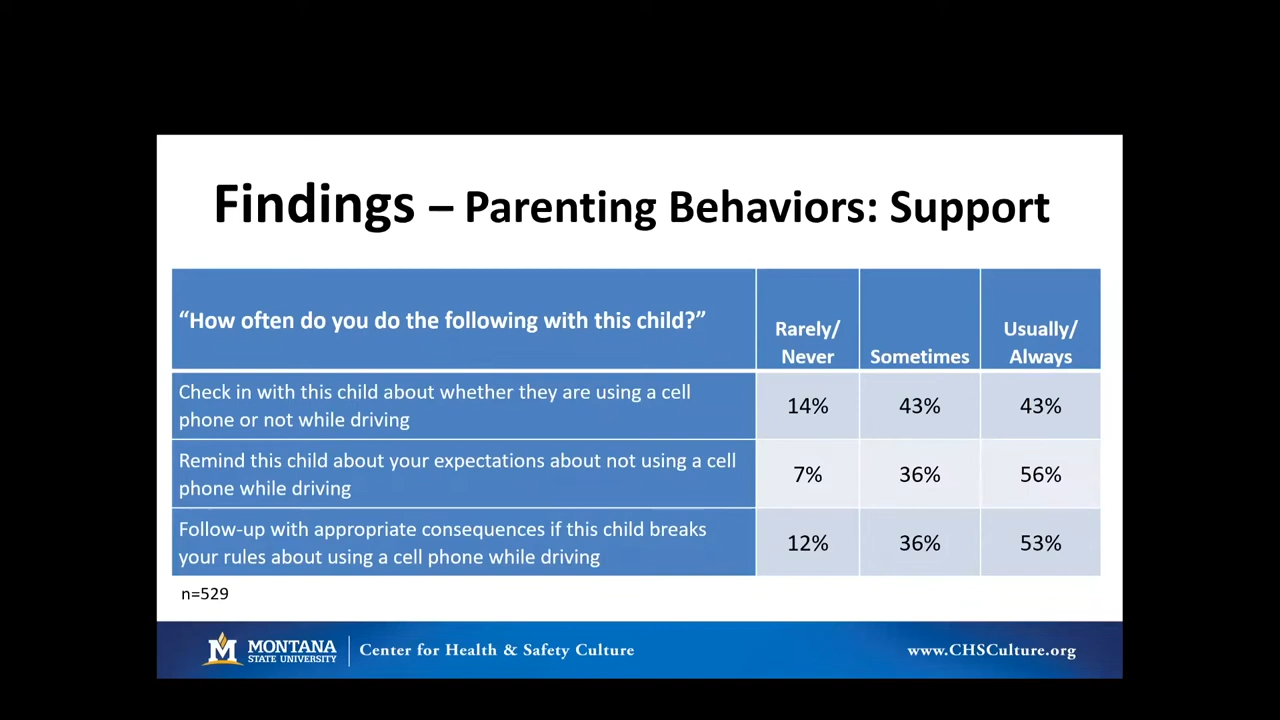 Findings – Parenting Behaviors: Support
“How often do you do the following with this child?”
Rarely/
Never
Sometimes
Usually/
Always
Check in with this child about whether they are using a cell
phone or not while driving
14%
43%
43%
Remind this child about your expectations about not using a cell
phone while driving
7%
36%
56%
Follow-up with appropriate consequences if this child breaks
your rules about using a cell phone while driving
12%
36%
53%
n=529
M
MONTANA
STATE UNIVERSITY
Center for Health & Safety Culture
www.CHSCulture.org